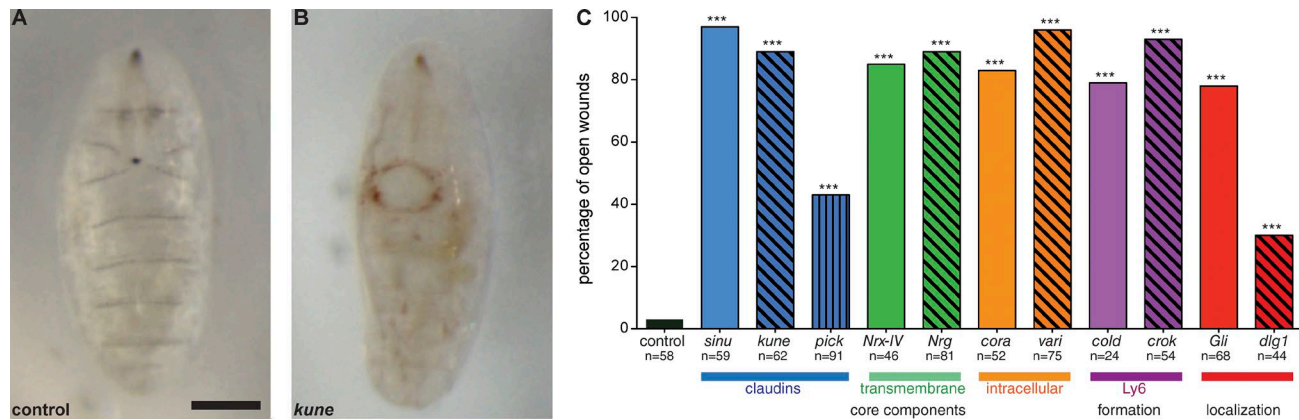 A
control
B
kune
C
percentage of open wounds
100
80
60
40
20
0
***
***
***
***
***
***
***
***
***
***
***
control sinu kune pick Nrx-IV Nrg cora vari cold crok Gli dlg1
n=58 n=59 n=62 n=91 n=46 n=81 n=52 n=75 n=24 n=54 n=68 n=44
claudins transmembrane intracellular Ly6
core components formation localization